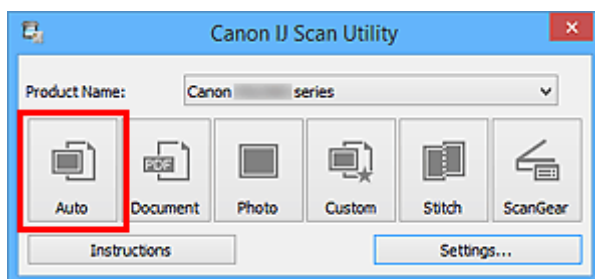 Canon IJ Scan Utility
Product Name: Canon series
PDF
Auto Document Photo Custom Stitch ScanGear
Instructions Settings...